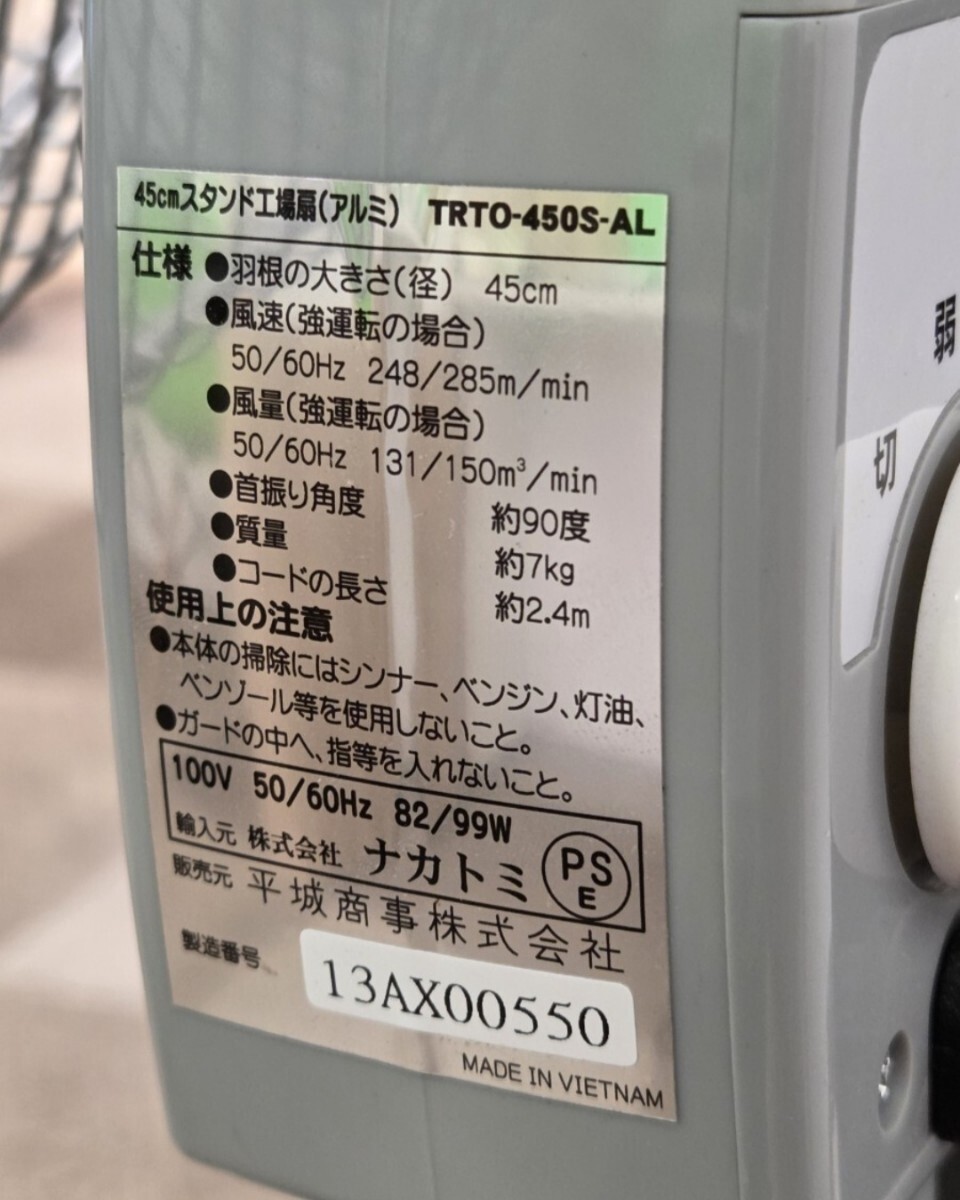 45cmスタンド工場扇(アルミ) TRTO-450S-AL
仕様 ●羽根の大きさ(径) 45cm
●風速(強運転の場合)
50/60Hz 248/285m/min
●風量(強運転の場合)
50/60Hz 131/150m³/min
●首振り角度 約90度
●質量 約7kg
●コードの長さ 約2.4m
使用上の注意
●本体の掃除にはシンナー、ベンジン、灯油、
ベンゾール等を使用しないこと。
●ガードの中へ、指等を入れないこと。
100V 50/60Hz 82/99W
輸入元 株式会社 ナカトミ
PS
E
販売元 平城商事株式会社
製造番号 13AX00550
MADE IN VIETNAM
弱
切